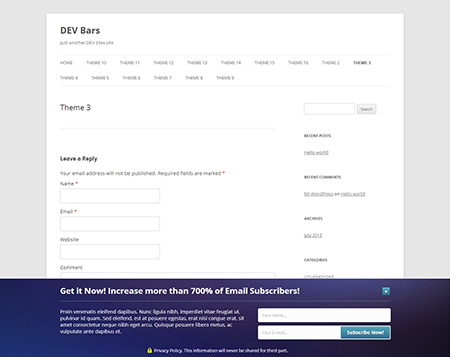 DEV Bars
Just another DEV Sites site
HOME THEME 10 THEME 11 THEME 12 THEME 13 THEME 14 THEME 15 THEME 16 THEME 2 THEME 3
THEME 4 THEME 5 THEME 6 THEME 7 THEME 8 THEME 9
Theme 3
Search
RECENT POSTS
Hello world!
RECENT COMMENTS
Mr WordPress on Hello world!
ARCHIVES
July 2013
CATEGORIES
Uncategorized
Leave a Reply
Your email address will not be published. Required fields are marked *
Name *
Email *
Website
Comment
Get it Now! Increase more than 700% of Email Subscribers!
Proin venenatis eleifend dapibus. Nunc ligula nibh, imperdiet vitae feugiat ut,
pulvinar id quam. Sed eleifend, est at posuere egestas, erat nisi congue erat, sit
amet consectetur neque nibh eget arcu. Quisque posuere libero metus, ac
vulputate ante dapibus et.
Your name...
Your E-mail...
Subscribe Now!
Privacy Policy. This information will never be shared for third part.